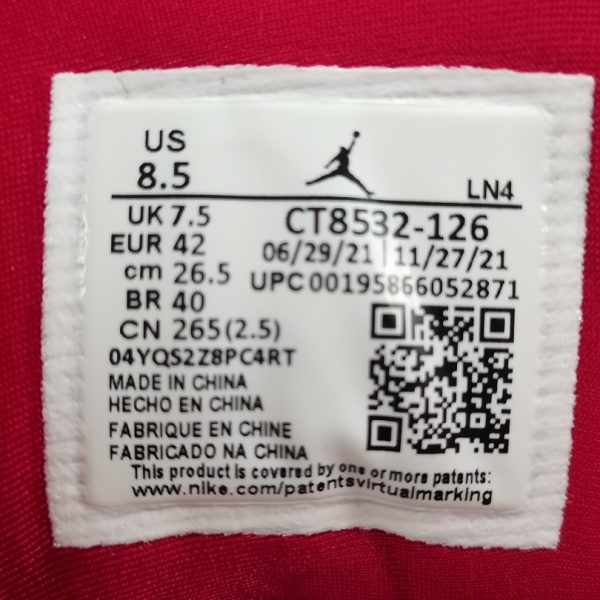 US
8.5
LN4
UK 7.5
CT8532-126
EUR 42
06/29/21 11/27/21
cm 26.5
UPC 00195866052871
BR 40
CN 265(2.5)
04YQS2Z8PC4RT
MADE IN CHINA
HECHO EN CHINA
FABRIQUE EN CHINE
FABRICADO NA CHINA
This product is covered by one or more patents:
www.nike.com/patentsvirtualmarking